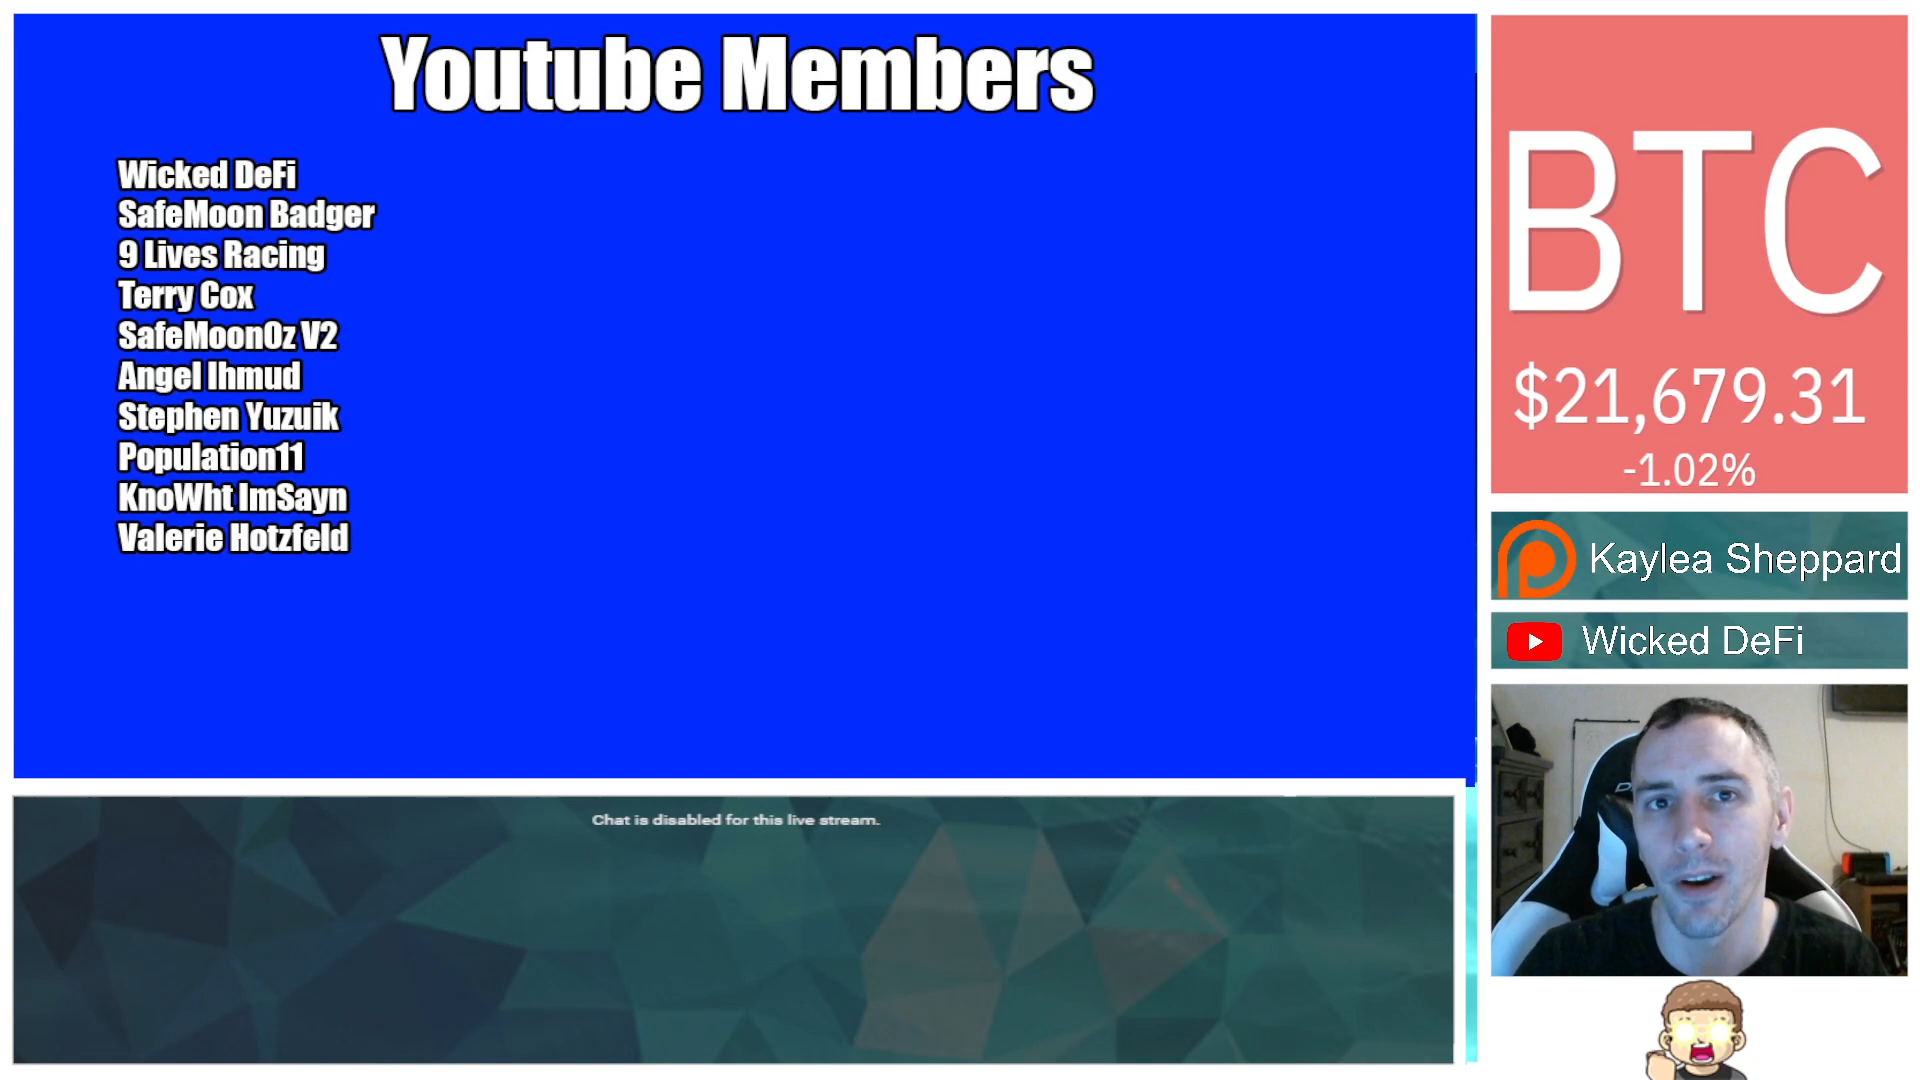 Youtube Members
Wicked DeFi
SafeMoon Badger
9 Lives Racing
Terry Cox
SafeMoonOz V2
Angel Ihmud
Stephen Yuzuik
Population11
KnoWht ImSayn
Valerie Hotzfeld
Chat is disabled for this live stream.
BTC
$21,679.31
-1.02%
Kaylea Sheppard
Wicked DeFi